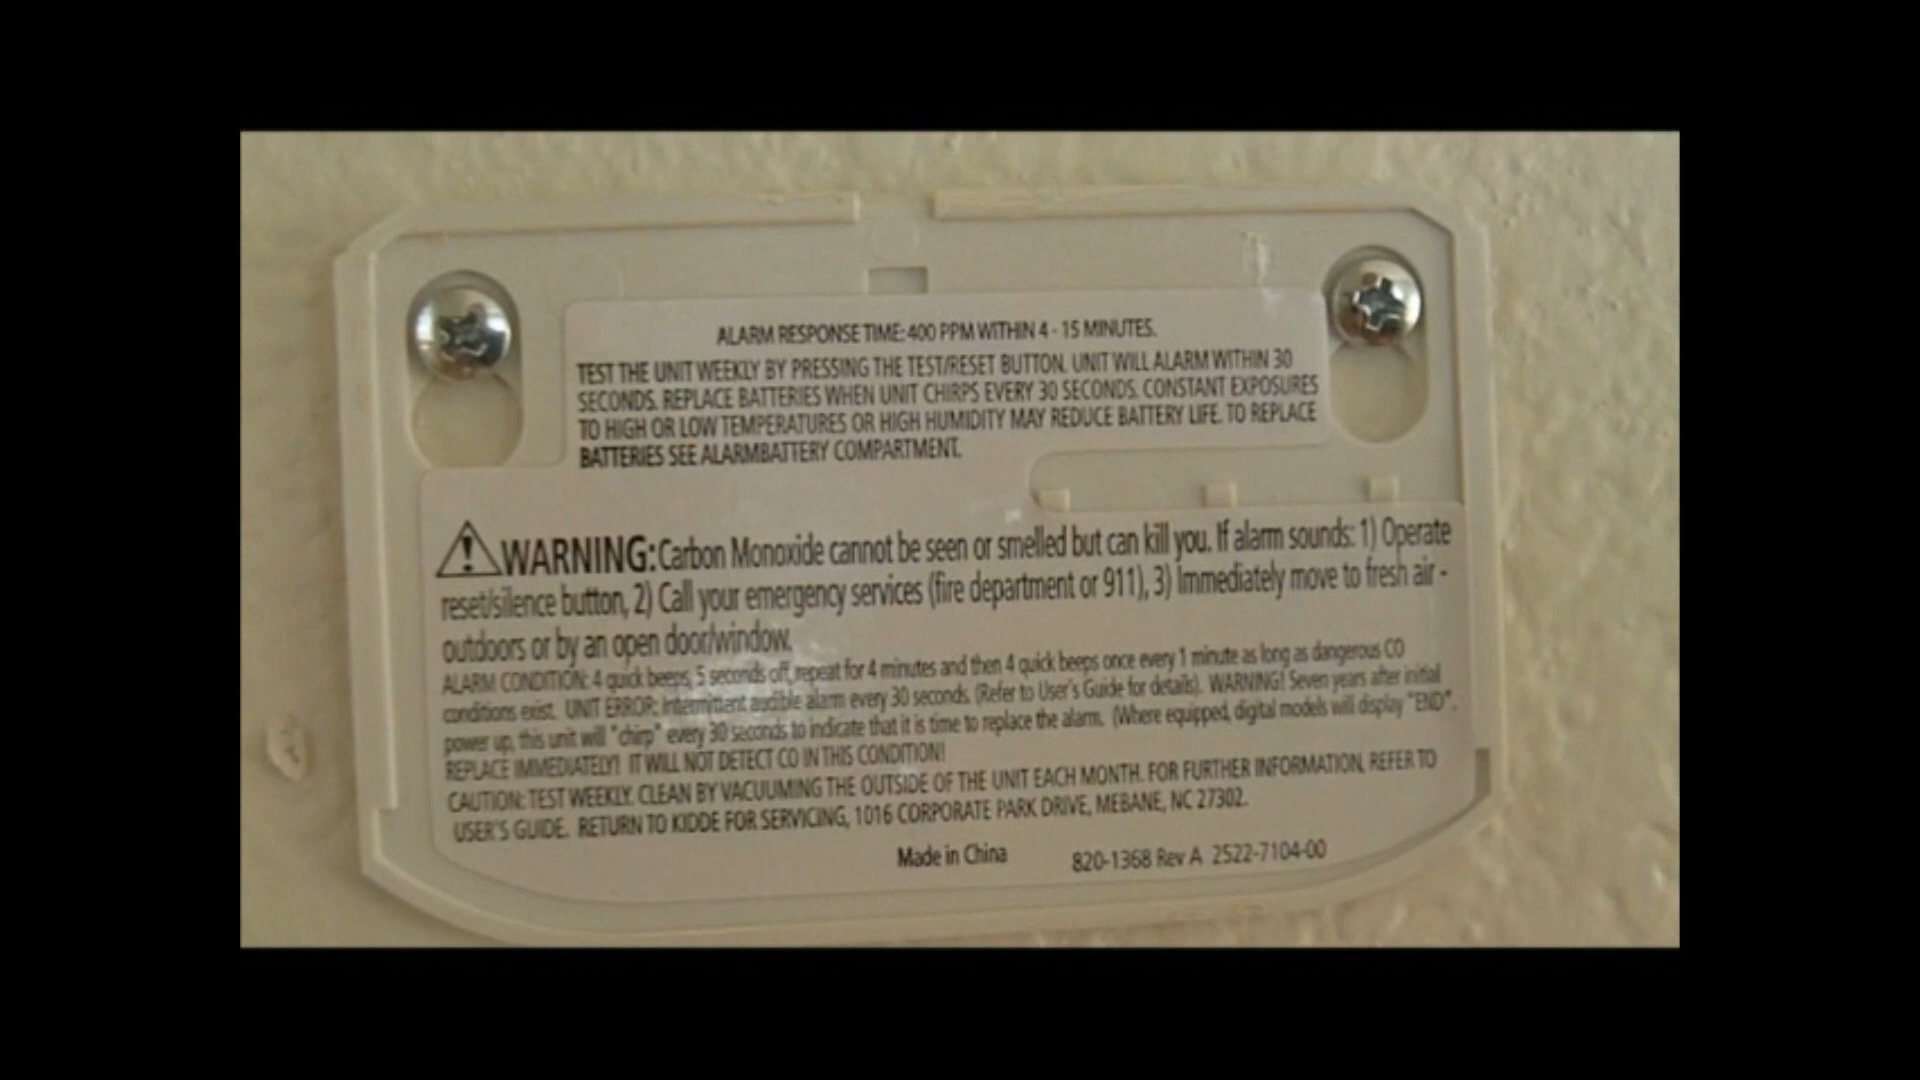 ALARM RESPONSE TIME: 400 PPM WITHIN 4 - 15 MINUTES.
TEST THE UNIT WEEKLY BY PRESSING THE TEST/RESET BUTTON. UNIT WILL ALARM WITHIN 30
SECONDS. REPLACE BATTERIES WHEN UNIT CHIRPS EVERY 30 SECONDS. CONSTANT EXPOSURES
TO HIGH OR LOW TEMPERATURES OR HIGH HUMIDITY MAY REDUCE BATTERY LIFE. TO REPLACE
BATTERIES SEE ALARMBATTERY COMPARTMENT.
WARNING: Carbon Monoxide cannot be seen or smelled but can kill you. If alarm sounds: 1) Operate
reset/silence button, 2) Call your emergency services (fire department or 911), 3) Immediately move to fresh air -
outdoors or by an open door/window.
ALARM CONDITION: 4 quick beeps, 5 seconds off, repeat for 4 minutes and then 4 quick beeps once every 1 minute as long as dangerous CO
conditions exist. UNIT ERROR: Intermittent audible alarm every 30 seconds. (Refer to User's Guide for details). WARNING! Seven years after initial
power up, this unit will "chirp" every 30 seconds to indicate that it is time to replace the alarm. (Where equipped, digital models will display "END".
REPLACE IMMEDIATELY! IT WILL NOT DETECT CO IN THIS CONDITION!
CAUTION: TEST WEEKLY. CLEAN BY VACUUMING THE OUTSIDE OF THE UNIT EACH MONTH. FOR FURTHER INFORMATION, REFER TO
USER'S GUIDE. RETURN TO KIDDE FOR SERVICING, 1016 CORPORATE PARK DRIVE, MEBANE, NC 27302.
Made in China 820-1368 Rev A 2522-7104-00